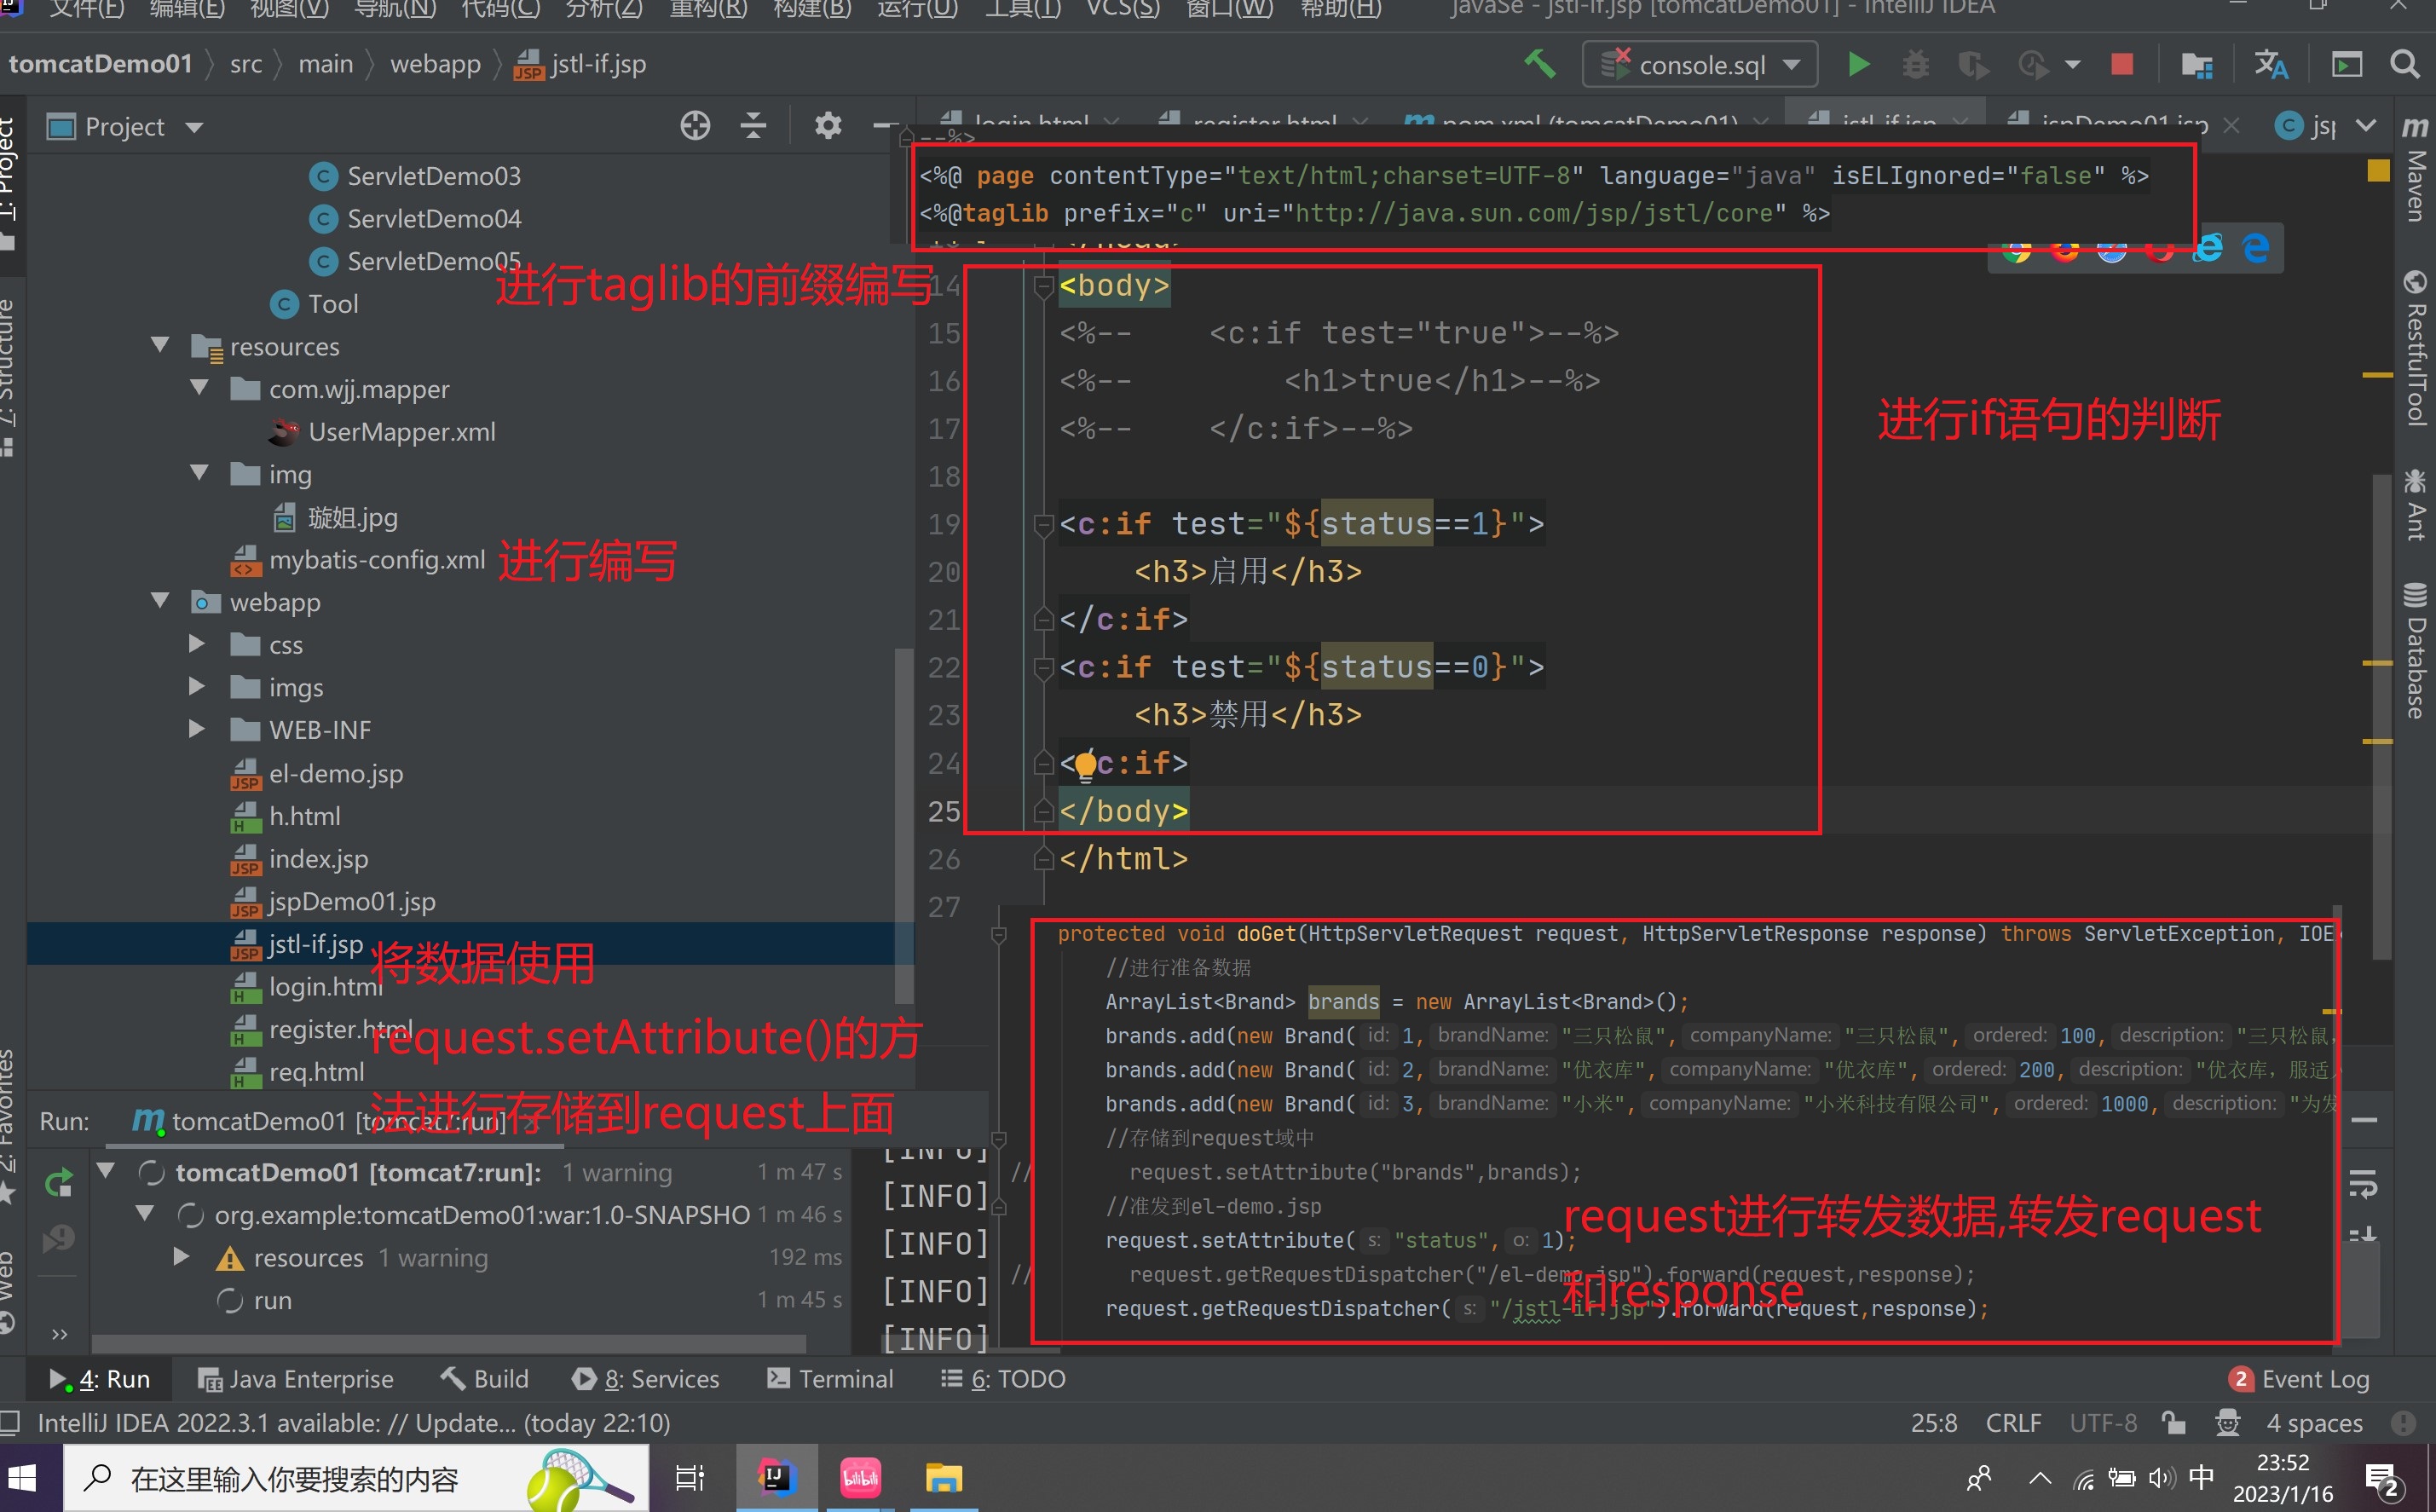 文件(F) 编辑(E) 视图(V) 导航(N) 代码(C) 分析(Z) 重构(R) 构建(B) 运行(U) 工具(T) VCS(S) 窗口(W) 帮助(H) JavaSe - jstl-if.jsp [tomcatDemo01] - IntelliJ IDEA
tomcatDemo01 src main webapp jstl-if.jsp console.sql
Project login.html register.html pom.xml (tomcatDemo01) jstl-if.jsp jspDemo01.jsp jsp
--%>
<%@ page contentType="text/html;charset=UTF-8" language="java" isELIgnored="false" %>
<%@taglib prefix="c" uri="http://java.sun.com/jsp/jstl/core" %>
1: Project
7: Structure
2: Favorites
Web
Maven
RestfulTool
Ant
Database
ServletDemo03
ServletDemo04
ServletDemo05
Tool
resources
com.wjj.mapper
UserMapper.xml
img
璇姐.jpg
mybatis-config.xml
webapp
css
imgs
WEB-INF
el-demo.jsp
h.html
index.jsp
jspDemo01.jsp
jstl-if.jsp
login.html
register.html
req.html
进行taglib的前缀编写
进行编写
将数据使用
request.setAttribute()的方
法进行存储到request上面
14 <body>
15 <%-- <c:if test="true">--%>
16 <%-- <h1>true</h1>--%>
17 <%-- </c:if>--%>
18
19 <c:if test="${status==1}">
20 <h3>启用</h3>
21 </c:if>
22 <c:if test="${status==0}">
23 <h3>禁用</h3>
24 <c:if>
25 </body>
26 </html>
27
进行if语句的判断
protected void doGet(HttpServletRequest request, HttpServletResponse response) throws ServletException, IOE
//进行准备数据
ArrayList<Brand> brands = new ArrayList<Brand>();
brands.add(new Brand( id: 1, brandName: "三只松鼠", companyName: "三只松鼠", ordered: 100, description: "三只松鼠,
brands.add(new Brand( id: 2, brandName: "优衣库", companyName: "优衣库", ordered: 200, description: "优衣库，服适
brands.add(new Brand( id: 3, brandName: "小米", companyName: "小米科技有限公司", ordered: 1000, description: "为发
//存储到request域中
// request.setAttribute("brands",brands);
//准发到el-demo.jsp
request.setAttribute( s: "status", o: 1);
// request.getRequestDispatcher("/el-demo.jsp").forward(request,response);
request.getRequestDispatcher( s: "/jstl-if.jsp").forward(request,response);
request进行转发数据,转发request
和response
Run: tomcatDemo01 [tomcat7:run]
tomcatDemo01 [tomcat7:run]: 1 warning 1 m 47 s
org.example:tomcatDemo01:war:1.0-SNAPSHO 1 m 46 s
resources 1 warning 192 ms
run 1 m 45 s
[INFO]
[INFO]
[INFO]
[INFO]
[INFO]
4: Run Java Enterprise Build 8: Services Terminal 6: TODO 2 Event Log
IntelliJ IDEA 2022.3.1 available: // Update... (today 22:10) 25:8 CRLF UTF-8 4 spaces
在这里输入你要搜索的内容 bilibili 中 23:52
2023/1/16 2